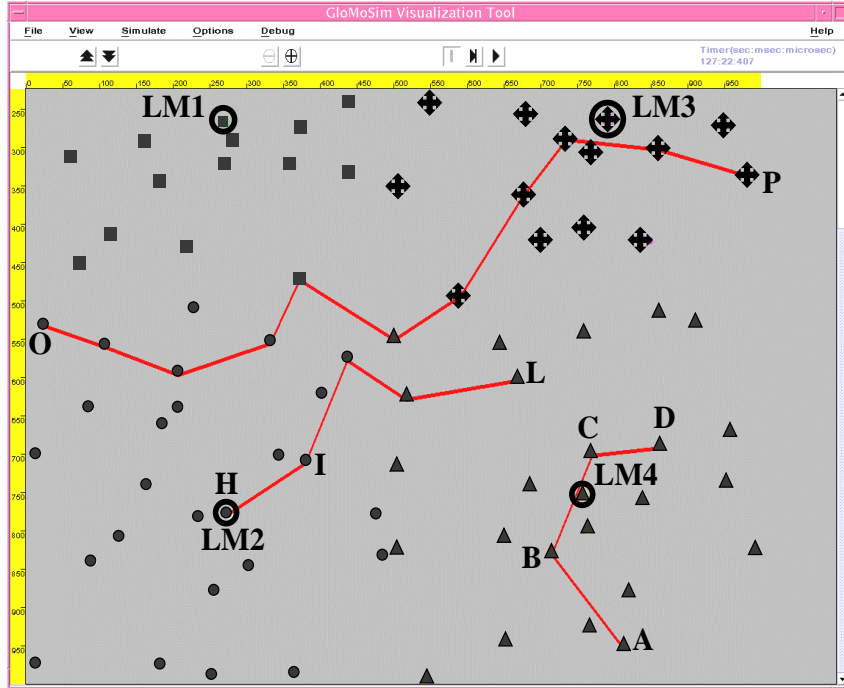 GloMoSim Visualization Tool
File View Simulate Options Debug Help
Timer(sec:msec:microsec)
127:22:407
0 50 100 150 200 250 300 350 400 450 500 550 600 650 700 750 800 850 900 950
250
LM1 LM3
300
350
P
400
450
500
O
550
600
L
650
C D
700
I
H LM4
750
LM2
800
B
850
900
A
950